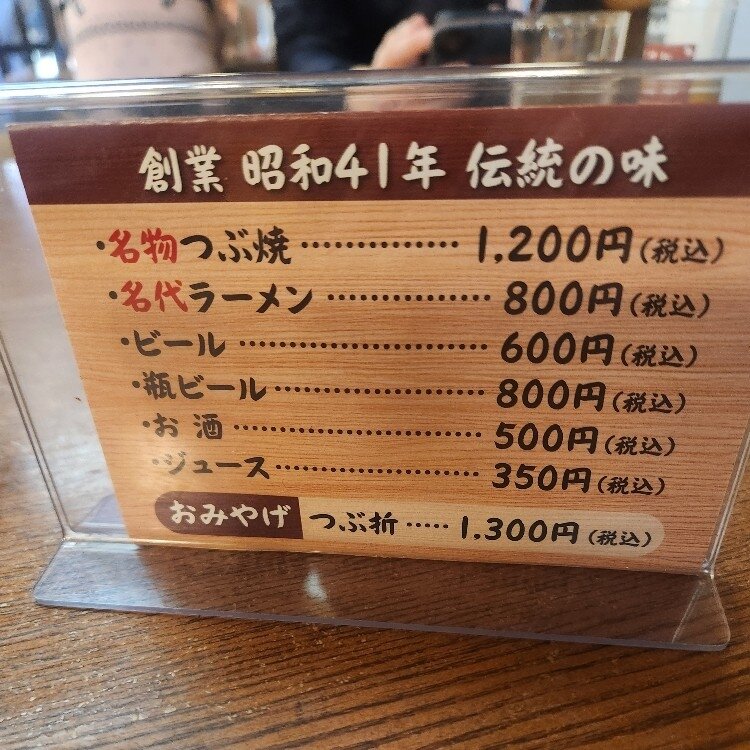 創業 昭和41年 伝統の味
・名物つぶ焼 ・・・・・・・・・・・・・・ 1,200円(税込)
・名代ラーメン ・・・・・・・・・・・・・・ 800円(税込)
・ビール ・・・・・・・・・・・・・・・・・・・・・ 600円(税込)
・瓶ビール ・・・・・・・・・・・・・・・・・・ 800円(税込)
・お酒 ・・・・・・・・・・・・・・・・・・・・・ 500円(税込)
・ジュース ・・・・・・・・・・・・・・・・・・ 350円(税込)
おみやげ つぶ折 ・・・・・ 1,300円(税込)